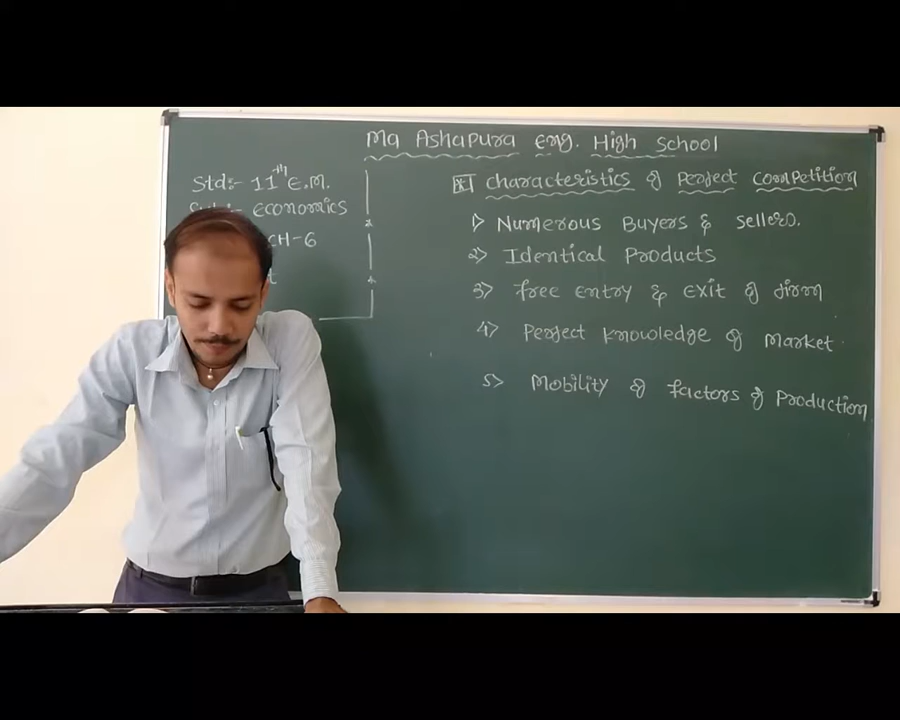 Ma Ashapura Eng. High School
Std:- 11th E.M.
Economics
CH-6
Characteristics of Perfect Competition
1> Numerous Buyers & Sellers.
2> Identical Products
3> free entry & exit of firm
4> Perfect Knowledge of Market.
5> Mobility of factors of Production